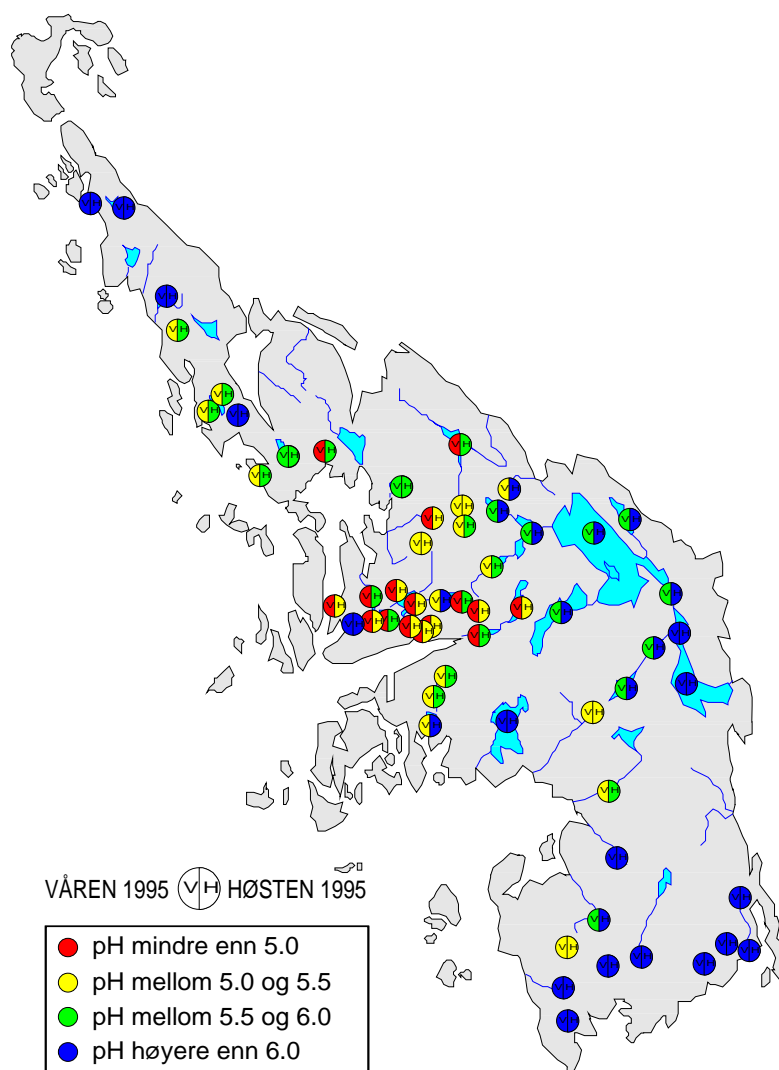 VÅREN 1995 V H HØSTEN 1995
pH mindre enn 5.0
pH mellom 5.0 og 5.5
pH mellom 5.5 og 6.0
pH høyere enn 6.0